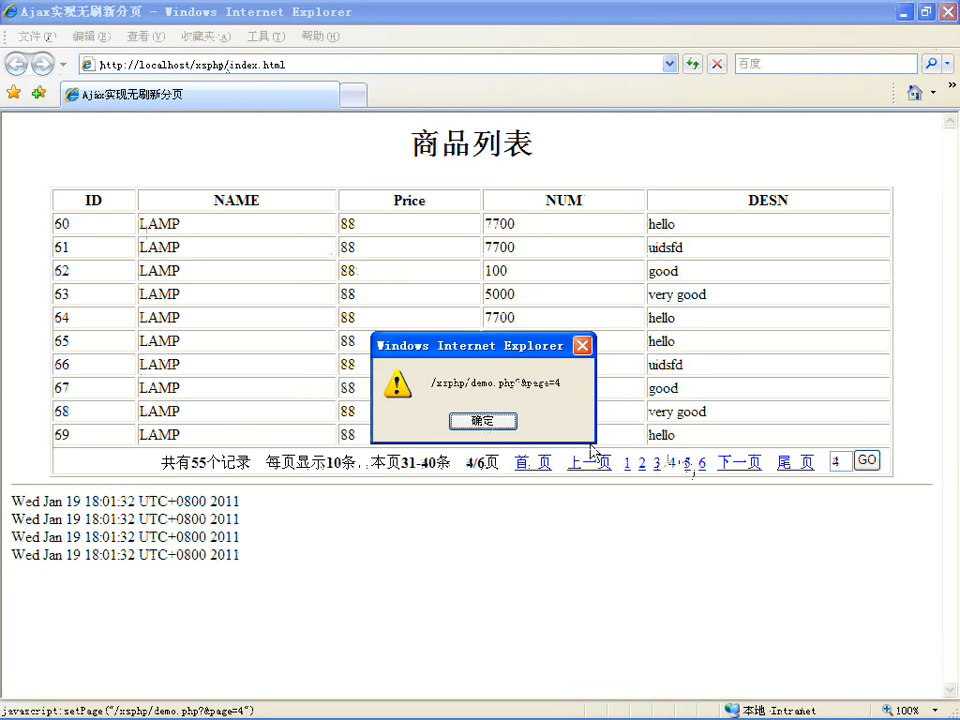 Ajax实现无刷新分页 - Windows Internet Explorer
文件(F) 编辑(E) 查看(V) 收藏夹(A) 工具(T) 帮助(H)
http://localhost/xsphp/index.html 百度
Ajax实现无刷新分页
商品列表
ID NAME Price NUM DESN
60 LAMP 88 7700 hello
61 LAMP 88 7700 uidsfd
62 LAMP 88 100 good
63 LAMP 88 5000 very good
64 LAMP 88 7700 hello
65 LAMP 88 hello
66 LAMP 88 uidsfd
67 LAMP 88 good
68 LAMP 88 very good
69 LAMP 88 hello
Windows Internet Explorer
/xsphp/demo.php?&page=4
确定
共有55个记录 每页显示10条, 本页31-40条 4/6页 首 页 上一页 1 2 3 4 5 6 下一页 尾 页 4 GO
Wed Jan 19 18:01:32 UTC+0800 2011
Wed Jan 19 18:01:32 UTC+0800 2011
Wed Jan 19 18:01:32 UTC+0800 2011
Wed Jan 19 18:01:32 UTC+0800 2011
javascript:setPage("/xsphp/demo.php?&page=4") 本地 Intranet 100%